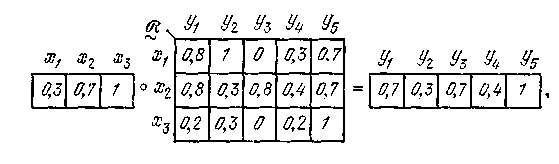 ℛ y₁ y₂ y₃ y₄ y₅
x₁ 0,8 1 0 0,3 0,7
x₁ x₂ x₃ y₁ y₂ y₃ y₄ y₅
0,3 0,7 1 ∘ x₂ 0,8 0,3 0,8 0,4 0,7 = 0,7 0,3 0,7 0,4 1 ,
x₃ 0,2 0,3 0 0,2 1